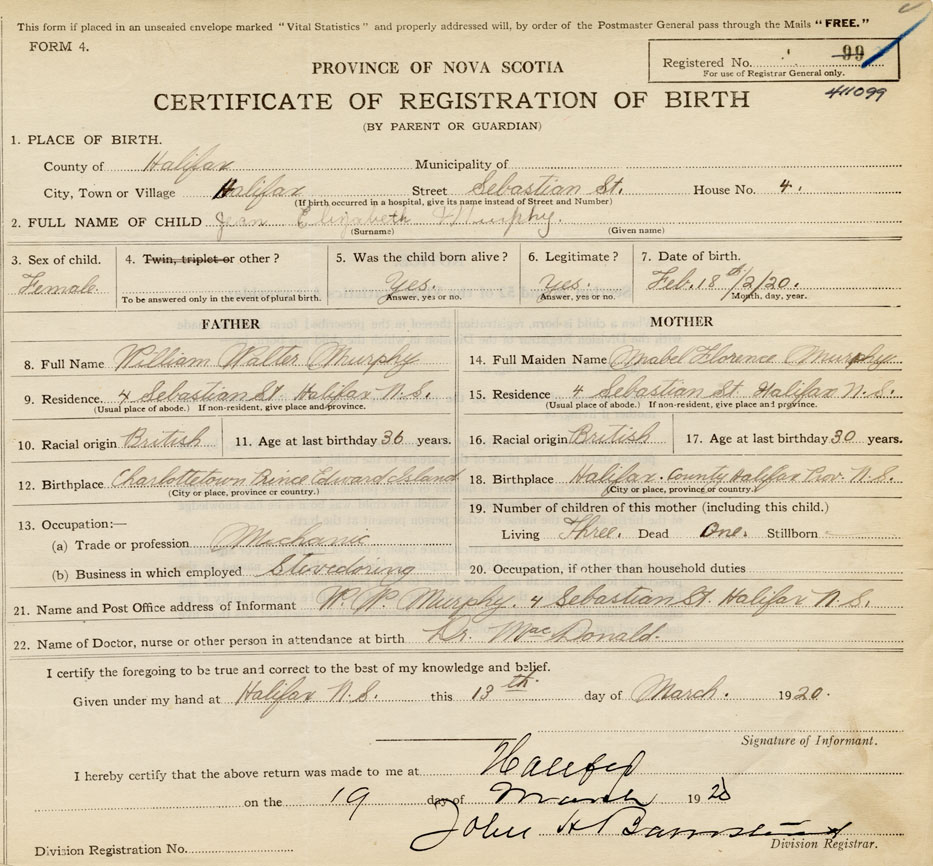 This form if placed in an unsealed envelope marked "Vital Statistics" and properly addressed will, by order of the Postmaster General pass through the Mails "FREE."
FORM 4.
Registered No. 99
For use of Registrar General only.
411099
PROVINCE OF NOVA SCOTIA
CERTIFICATE OF REGISTRATION OF BIRTH
(BY PARENT OR GUARDIAN)
1. PLACE OF BIRTH.
County of Halifax Municipality of
City, Town or Village Halifax Street Sebastian St. House No. 4.
(If birth occurred in a hospital, give its name instead of Street and Number)
2. FULL NAME OF CHILD Jean Elizabeth Murphy.
(Surname) (Given name)
3. Sex of child. 4. Twin, triplet or other? 5. Was the child born alive? 6. Legitimate? 7. Date of birth.
Female. Yes. Yes. Feb. 18th/2/20.
To be answered only in the event of plural birth. Answer, yes or no. Answer, yes or no. Month, day, year.
FATHER MOTHER
8. Full Name William Walter Murphy 14. Full Maiden Name Mabel Florence Murphy
9. Residence 4 Sebastian St Halifax N.S. 15. Residence 4 Sebastian St Halifax N.S.
(Usual place of abode.) If non-resident, give place and province. (Usual place of abode.) If non-resident, give place and province.
10. Racial origin British 11. Age at last birthday 36 years. 16. Racial origin British 17. Age at last birthday 30 years.
12. Birthplace Charlottetown Prince Edward Island 18. Birthplace Halifax. County Halifax Prov. N.S.
(City or place, province or country.) (City or place, province or country.)
13. Occupation:— 19. Number of children of this mother (including this child.)
(a) Trade or profession Mechanic Living Three. Dead One. Stillborn
(b) Business in which employed Stevedoring 20. Occupation, if other than household duties
21. Name and Post Office address of Informant W. W. Murphy. 4 Sebastian St. Halifax N.S.
22. Name of Doctor, nurse or other person in attendance at birth Dr. MacDonald.
I certify the foregoing to be true and correct to the best of my knowledge and belief.
Given under my hand at Halifax N.S. this 13th. day of March. 1920.
Signature of Informant.
I hereby certify that the above return was made to me at Halifax
on the 19 day of March 1920
John A Barnstead
Division Registration No. Division Registrar.